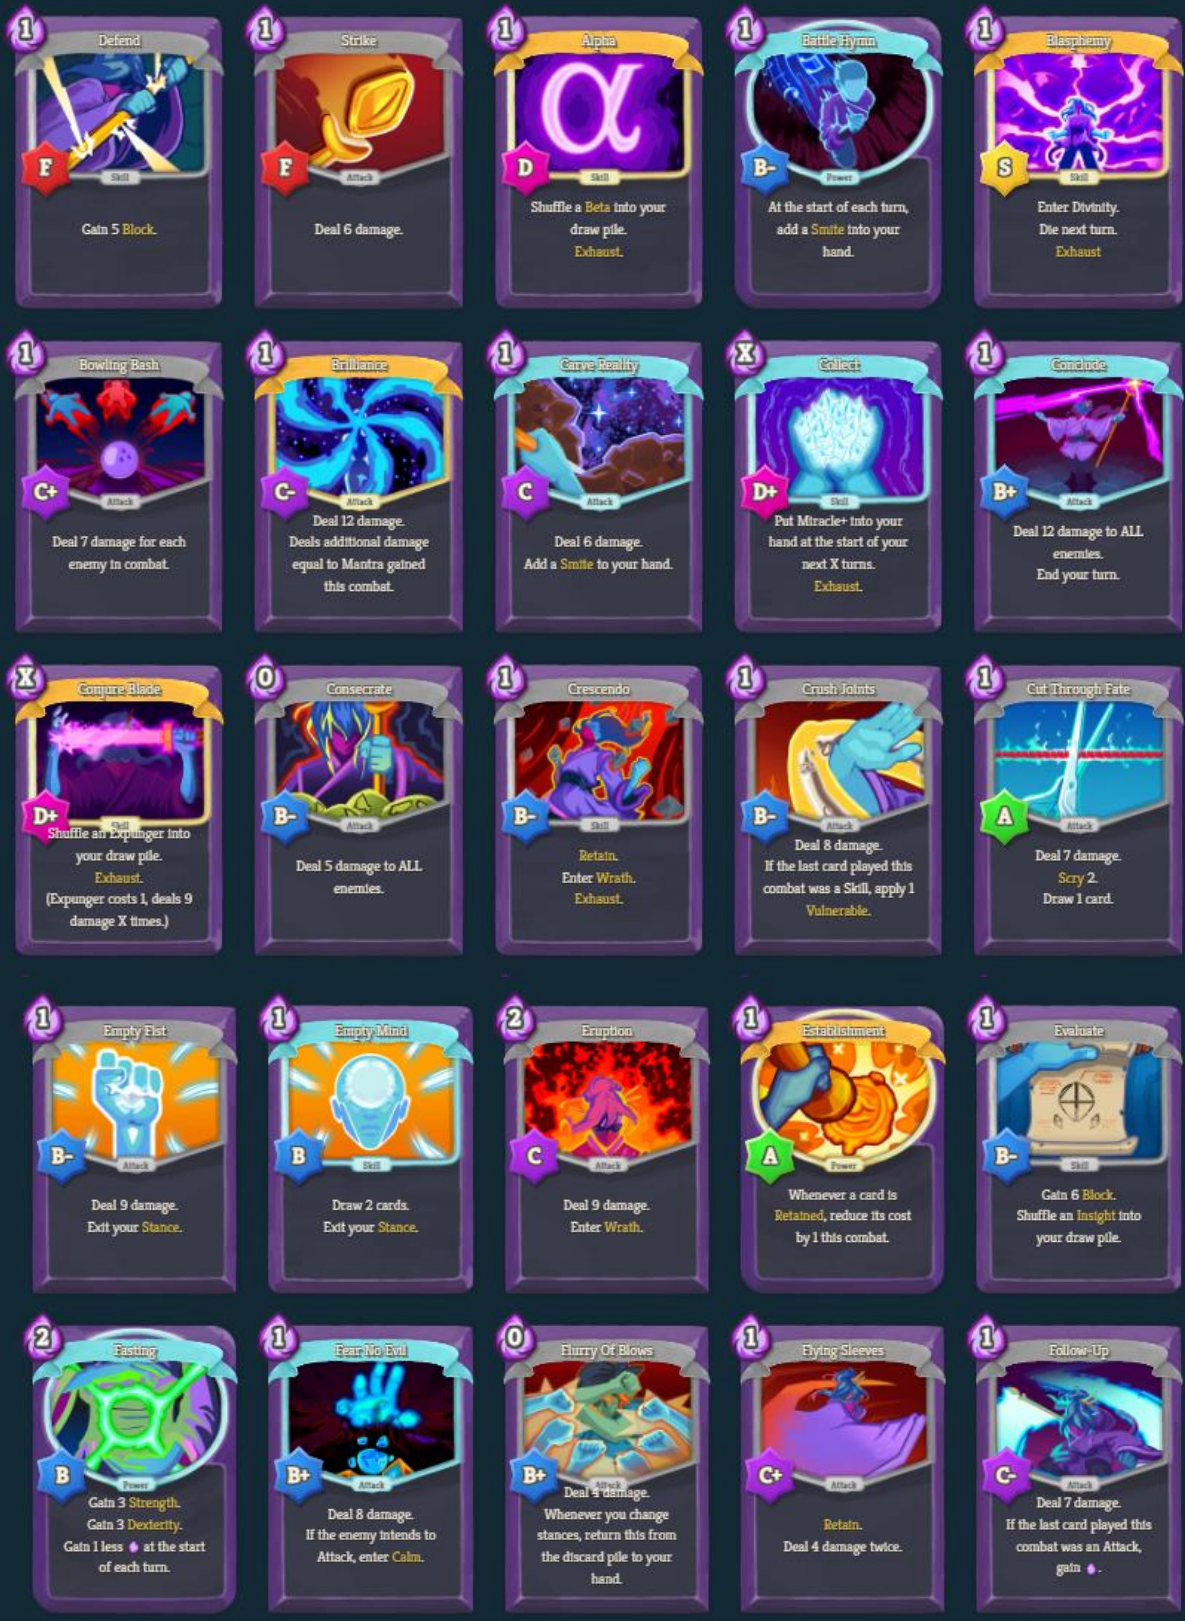 1
Defend
F
Skill
Gain 5 Block.
1
Strike
F
Attack
Deal 6 damage.
1
Alpha
α
D
Skill
Shuffle a Beta into your
draw pile.
Exhaust.
1
Battle Hymn
B-
Power
At the start of each turn,
add a Smite into your
hand.
1
Blasphemy
S
Skill
Enter Divinity.
Die next turn.
Exhaust
1
Bowling Bash
C+
Attack
Deal 7 damage for each
enemy in combat.
1
Brilliance
C-
Attack
Deal 12 damage.
Deals additional damage
equal to Mantra gained
this combat.
1
Carve Reality
C
Attack
Deal 6 damage.
Add a Smite to your hand.
X
Collect
D+
Skill
Put Miracle+ into your
hand at the start of your
next X turns.
Exhaust.
1
Conclude
B+
Attack
Deal 12 damage to ALL
enemies.
End your turn.
X
Conjure Blade
D+
Skill
Shuffle an Expunger into
your draw pile.
Exhaust.
(Expunger costs 1, deals 9
damage X times.)
0
Consecrate
B-
Attack
Deal 5 damage to ALL
enemies.
1
Crescendo
B-
Skill
Retain.
Enter Wrath.
Exhaust.
1
Crush Joints
B-
Attack
Deal 8 damage.
If the last card played this
combat was a Skill, apply 1
Vulnerable.
1
Cut Through Fate
A
Attack
Deal 7 damage.
Scry 2.
Draw 1 card.
1
Empty Fist
B-
Attack
Deal 9 damage.
Exit your Stance.
1
Empty Mind
B
Skill
Draw 2 cards.
Exit your Stance.
2
Eruption
C
Attack
Deal 9 damage.
Enter Wrath.
1
Establishment
A
Power
Whenever a card is
Retained, reduce its cost
by 1 this combat.
1
Evaluate
B-
Skill
Gain 6 Block.
Shuffle an Insight into
your draw pile.
2
Fasting
B
Power
Gain 3 Strength.
Gain 3 Dexterity.
Gain 1 less at the start
of each turn.
1
Fear No Evil
B+
Attack
Deal 8 damage.
If the enemy intends to
Attack, enter Calm.
0
Flurry Of Blows
B+
Attack
Deal 4 damage.
Whenever you change
stances, return this from
the discard pile to your
hand.
1
Flying Sleeves
C+
Attack
Retain.
Deal 4 damage twice.
1
Follow-Up
C-
Attack
Deal 7 damage.
If the last card played this
combat was an Attack,
gain .